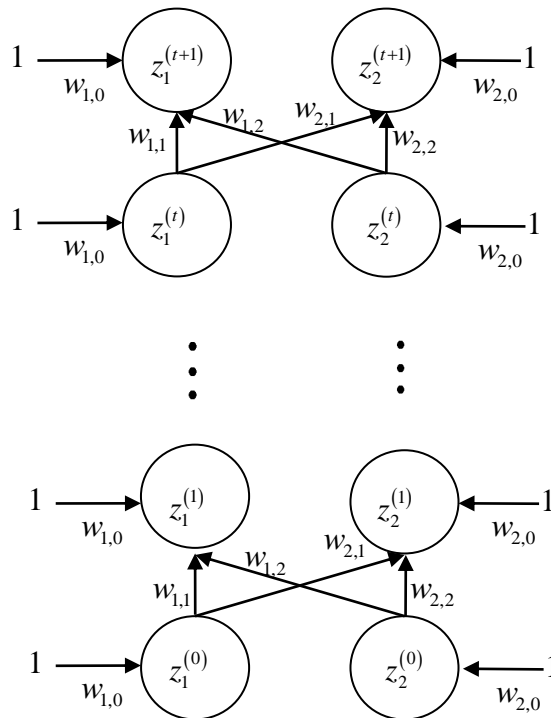 1 w_{1,0} z_1^{(t+1)} z_2^{(t+1)} w_{2,0} 1
w_{1,1} w_{1,2} w_{2,1} w_{2,2}
1 w_{1,0} z_1^{(t)} z_2^{(t)} w_{2,0} 1
1 w_{1,0} z_1^{(1)} z_2^{(1)} w_{2,0} 1
w_{1,1} w_{1,2} w_{2,1} w_{2,2}
1 w_{1,0} z_1^{(0)} z_2^{(0)} w_{2,0} 1